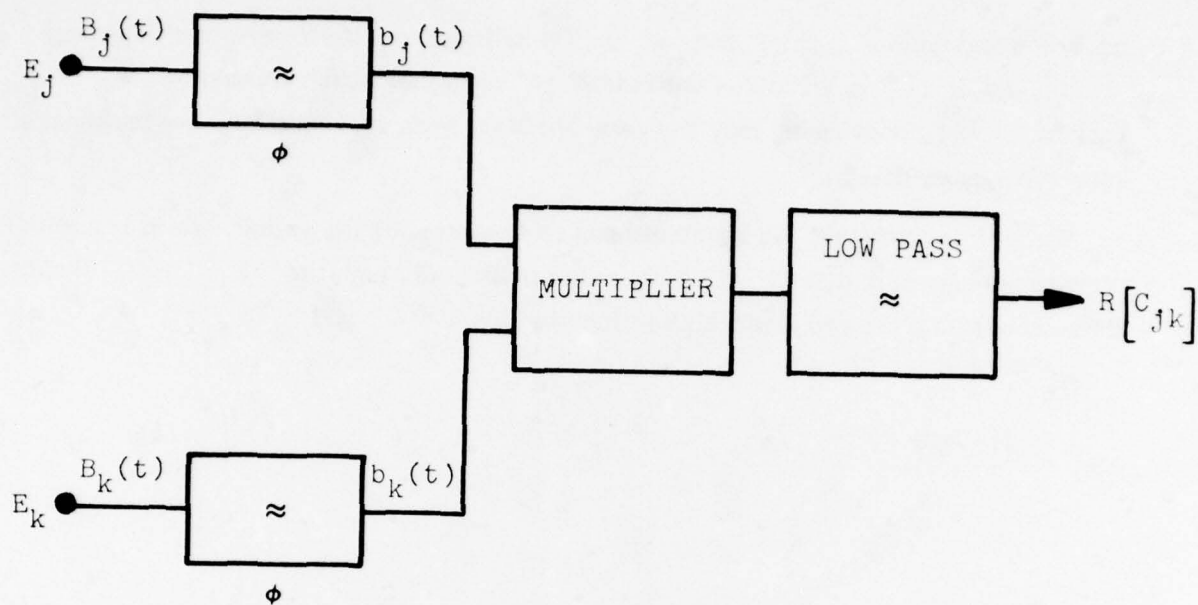 B_j(t)
b_j(t)
E_j
≈
φ
MULTIPLIER
LOW PASS
≈
R[C_jk]
B_k(t)
b_k(t)
E_k
≈
φ